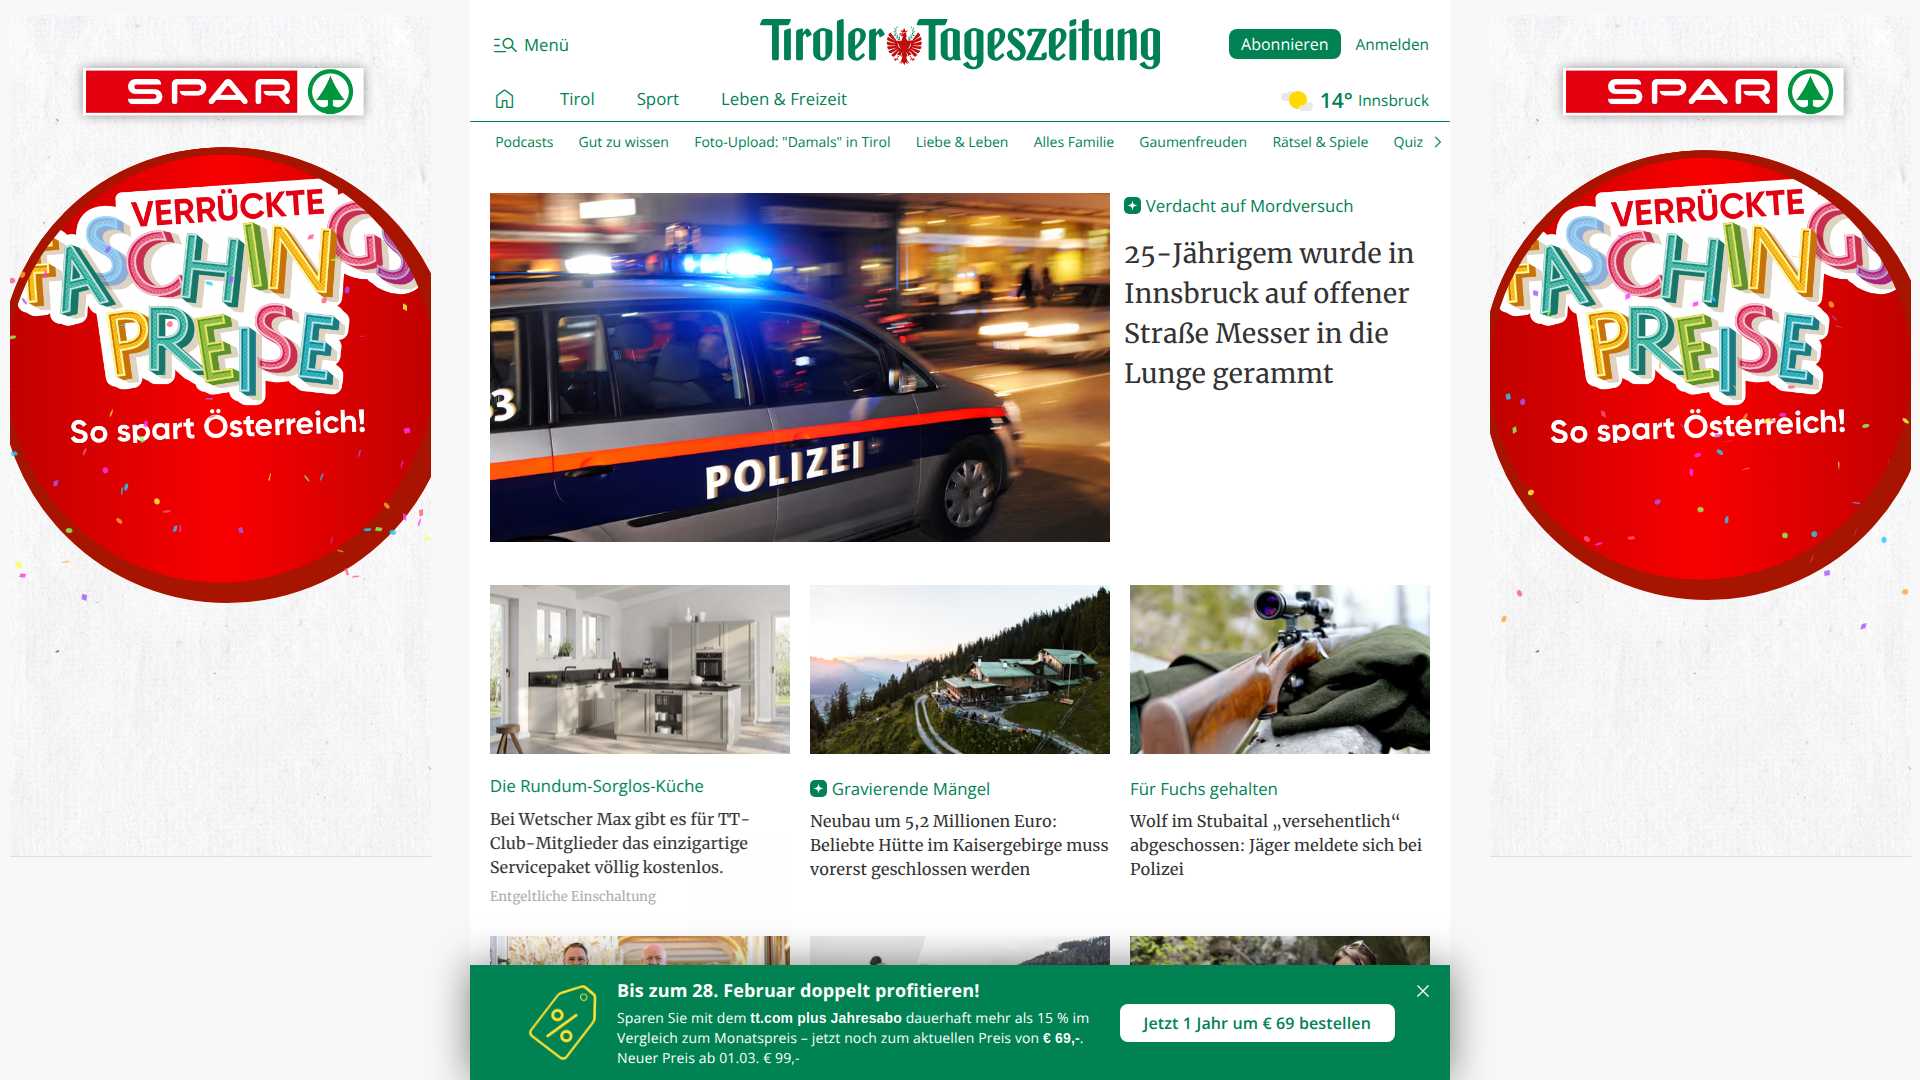 Menü
Tiroler Tageszeitung
Abonnieren
Anmelden
Tirol
Sport
Leben & Freizeit
14° Innsbruck
Podcasts
Gut zu wissen
Foto-Upload: "Damals" in Tirol
Liebe & Leben
Alles Familie
Gaumenfreuden
Rätsel & Spiele
Quiz
SPAR
VERRÜCKTE
FASCHINGS
PREISE
So spart Österreich!
3
POLIZEI
Verdacht auf Mordversuch
25-Jährigem wurde in
Innsbruck auf offener
Straße Messer in die
Lunge gerammt
SPAR
VERRÜCKTE
FASCHINGS
PREISE
So spart Österreich!
Die Rundum-Sorglos-Küche
Bei Wetscher Max gibt es für TT-
Club-Mitglieder das einzigartige
Servicepaket völlig kostenlos.
Entgeltliche Einschaltung
Gravierende Mängel
Neubau um 5,2 Millionen Euro:
Beliebte Hütte im Kaisergebirge muss
vorerst geschlossen werden
Für Fuchs gehalten
Wolf im Stubaital „versehentlich“
abgeschossen: Jäger meldete sich bei
Polizei
Bis zum 28. Februar doppelt profitieren!
Sparen Sie mit dem tt.com plus Jahresabo dauerhaft mehr als 15 % im
Vergleich zum Monatspreis – jetzt noch zum aktuellen Preis von € 69,-.
Neuer Preis ab 01.03. € 99,-
Jetzt 1 Jahr um € 69 bestellen